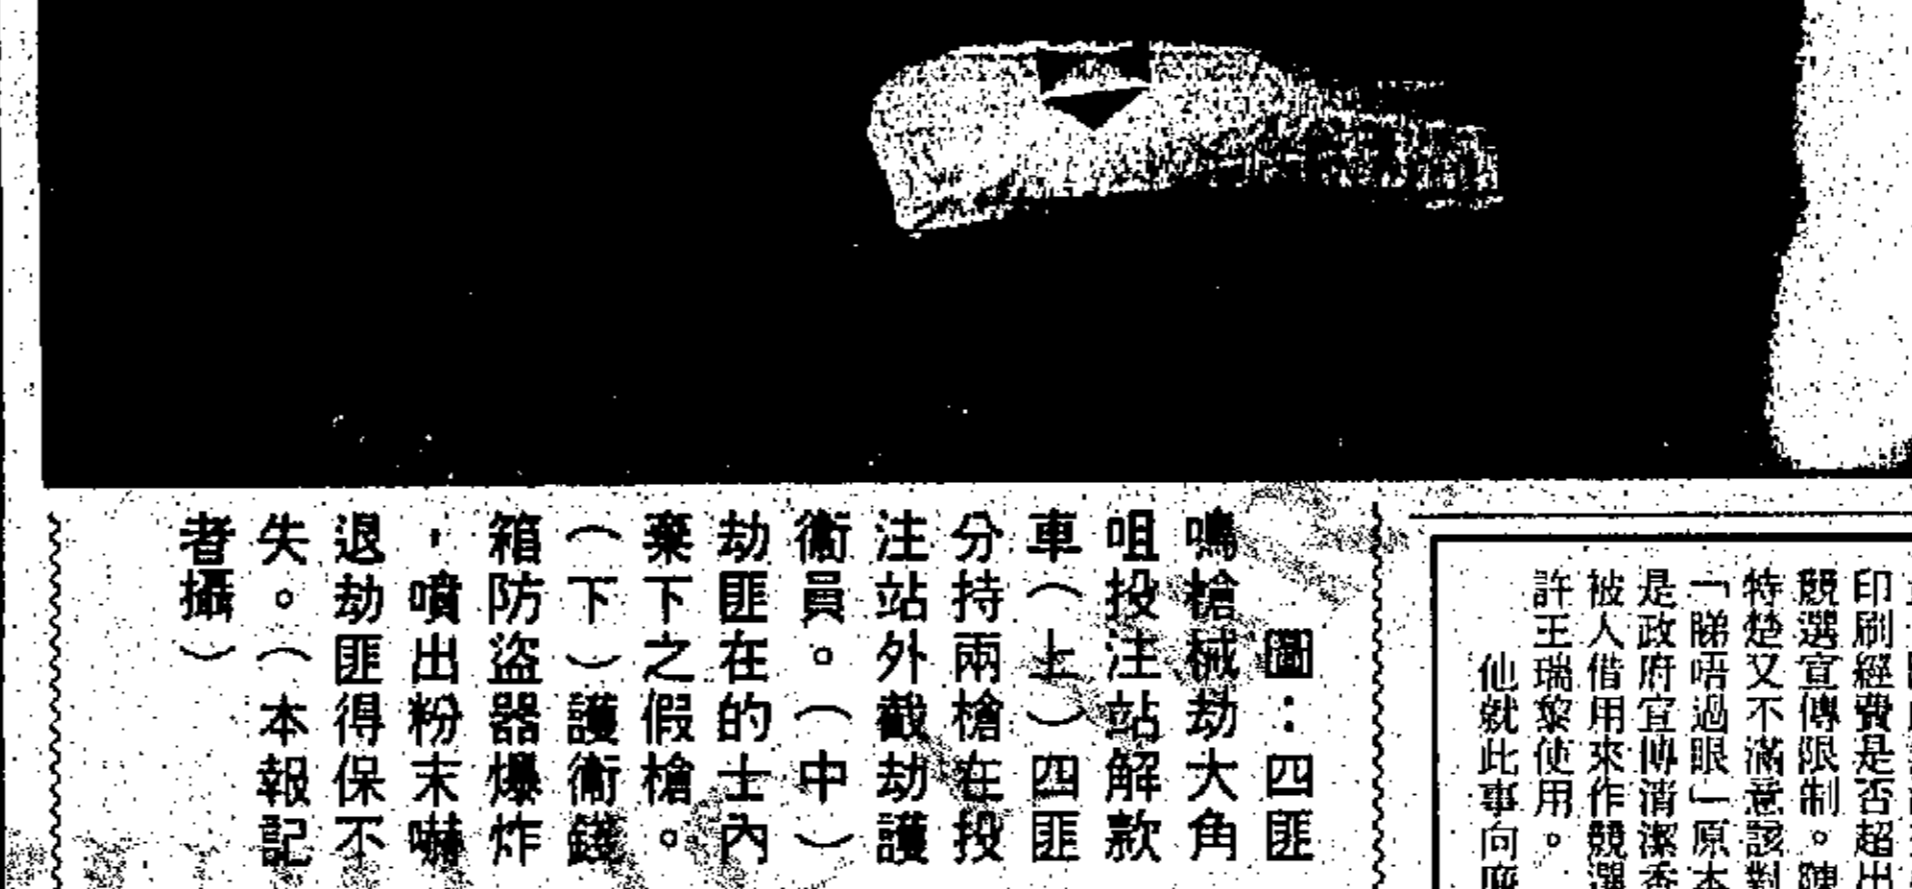 圖：四匪
鳴槍械劫大角
咀投注站解款
車（上）四匪
分持兩槍在投
注站外截劫護
衞員。（中）
劫匪在的士內
棄下之假槍。
（下）護衞錢
箱防盜器爆炸
，噴出粉末嚇
退劫匪得保不
失。（本報記
者攝）
印刷經費是否超出
競選宣傳限制。陳
特楚又不滿意該對
「睇唔過眼」原本
是政府宣傳清潔香
被人借用來作競選
許王瑞黎使用。
他就此事向廉